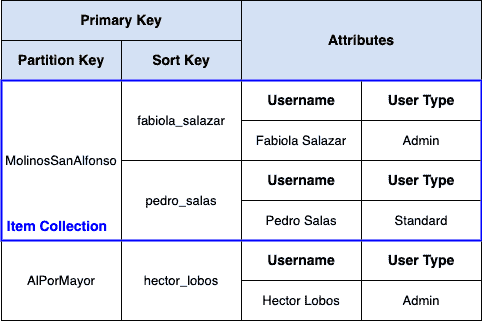 Primary Key
Attributes
Partition Key
Sort Key
MolinosSanAlfonso
Item Collection
fabiola_salazar
Username
User Type
Fabiola Salazar
Admin
pedro_salas
Username
User Type
Pedro Salas
Standard
AlPorMayor
hector_lobos
Username
User Type
Hector Lobos
Admin